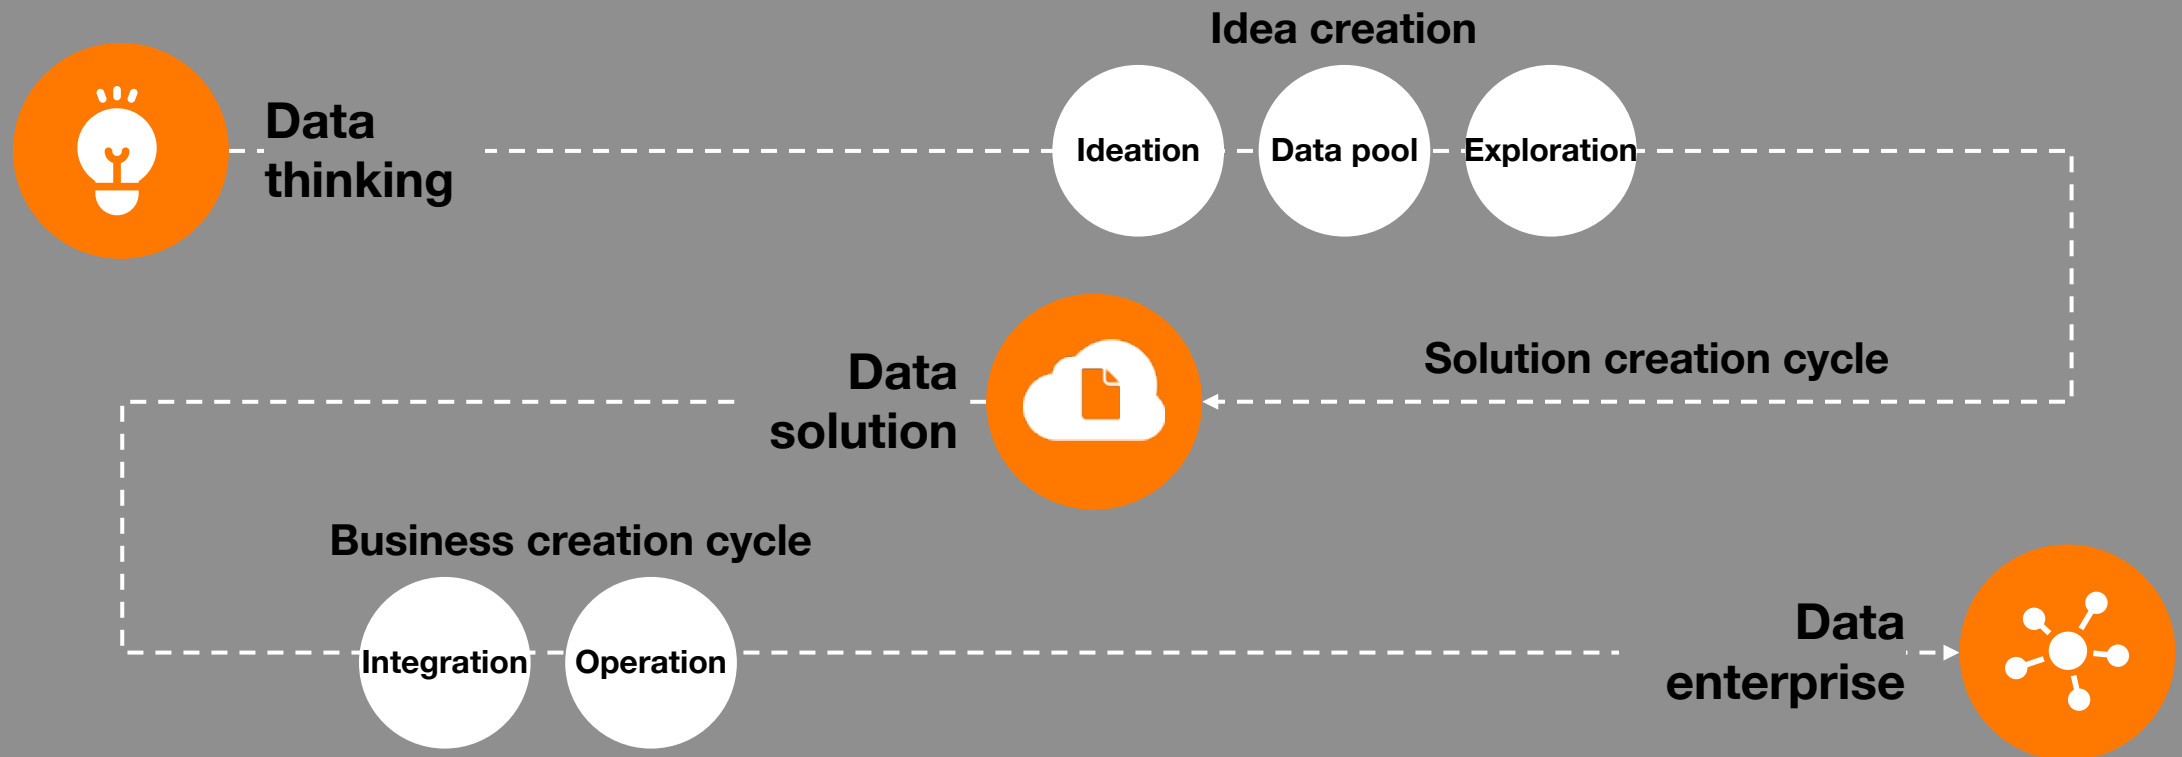 Idea creation
Data
thinking
Ideation
Data pool
Exploration
Solution creation cycle
Data
solution
Business creation cycle
Integration
Operation
Data
enterprise